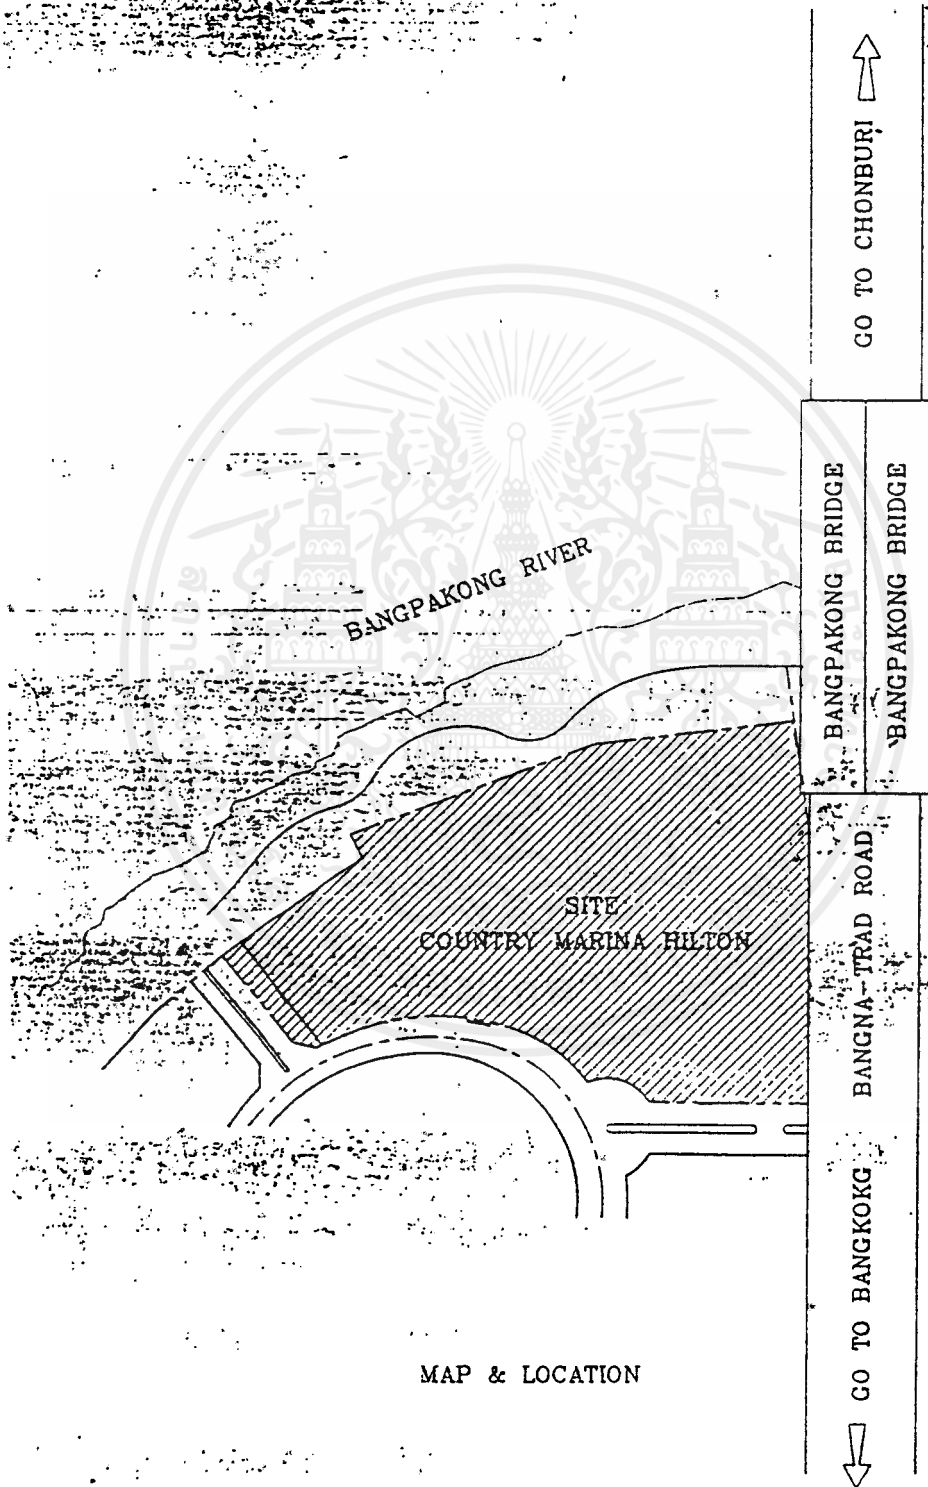 GO TO CHONBURI
BANGPAKONG BRIDGE
BANGPAKONG BRIDGE
BANGPAKONG RIVER
SITE
COUNTRY MARINA HILTON
BANGNA-TRAD ROAD
GO TO BANGKOKG
MAP & LOCATION